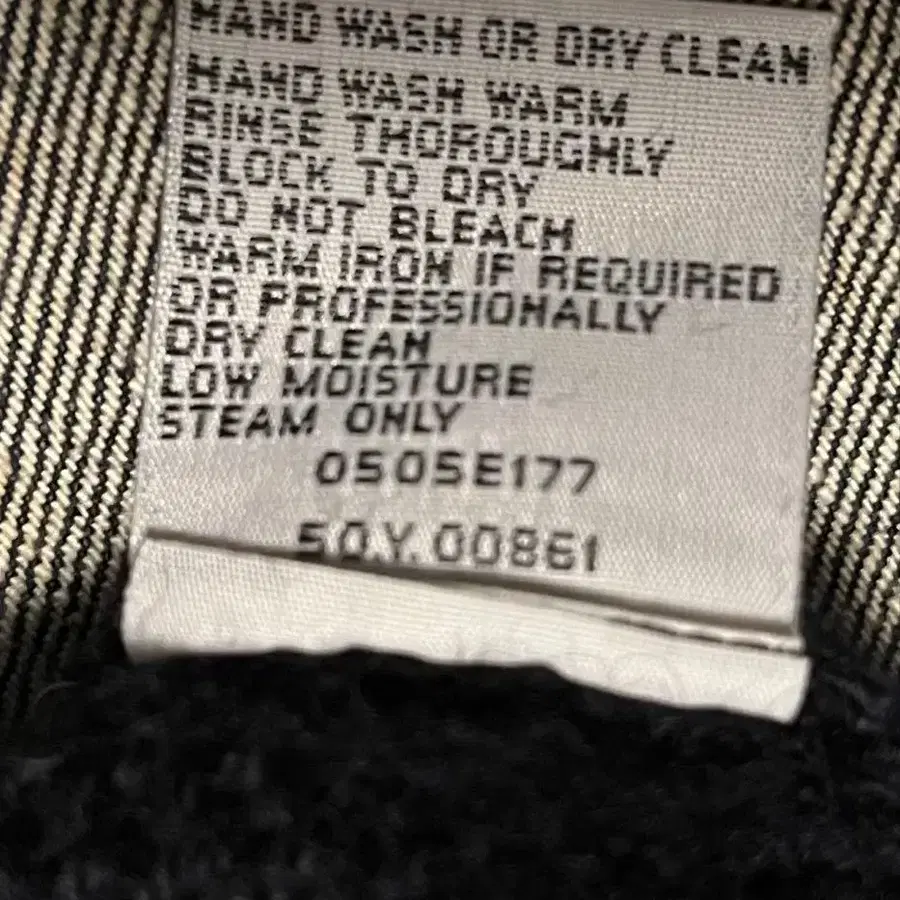 HAND WASH OR DRY CLEAN
HAND WASH WARM
RINSE THOROUGHLY
BLOCK TO DRY
DO NOT BLEACH
WARM IRON IF REQUIRED
OR PROFESSIONALLY
DRY CLEAN
LOW MOISTURE
STEAM ONLY
0505E177
50.Y.00861